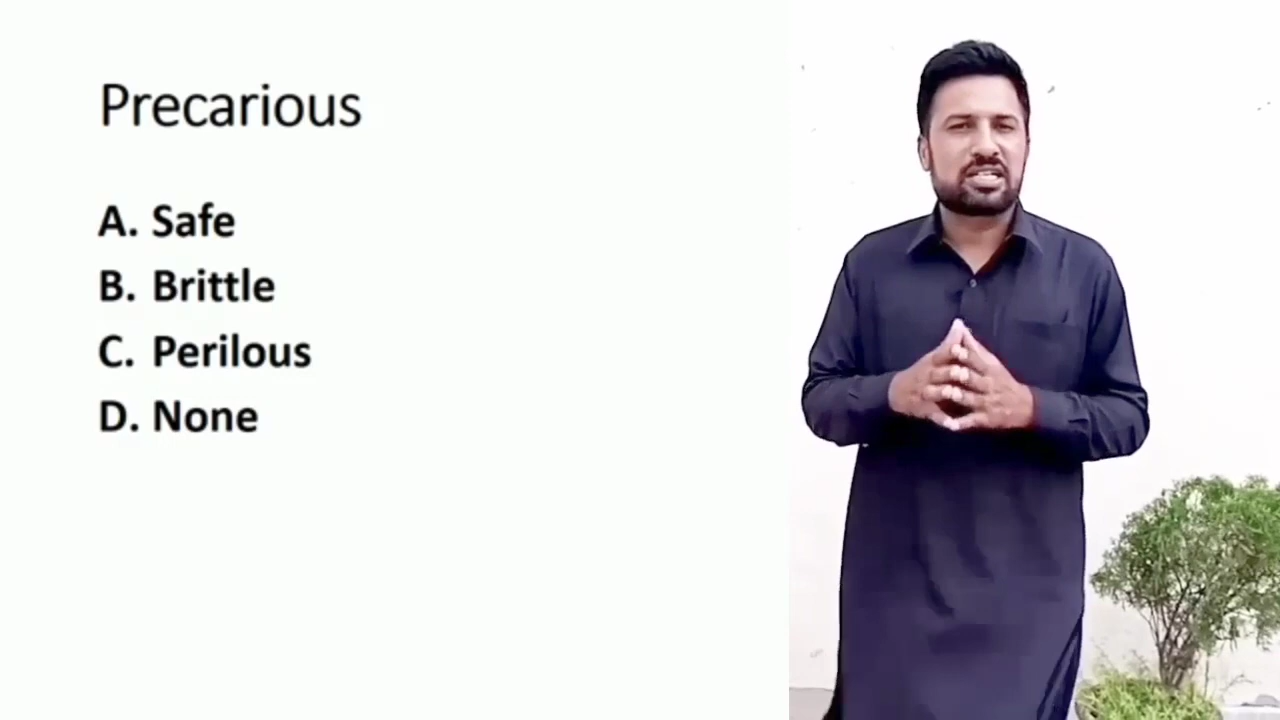 Precarious
A. Safe
B. Brittle
C. Perilous
D. None